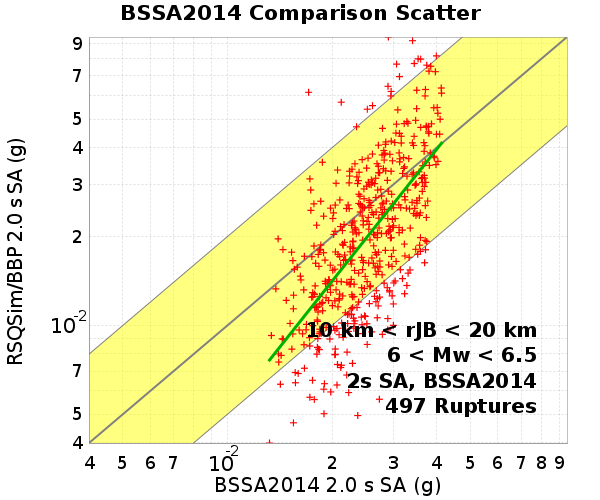 BSSA2014 Comparison Scatter
RSQSim/BBP 2.0 s SA (g)
9
7
5
4
3
2
10-2
7
5
4
10 km < rJB < 20 km
6 < Mw < 6.5
2s SA, BSSA2014
497 Ruptures
4 5 6 7 10-2 2 3 4 5 6 7 8 9
BSSA2014 2.0 s SA (g)